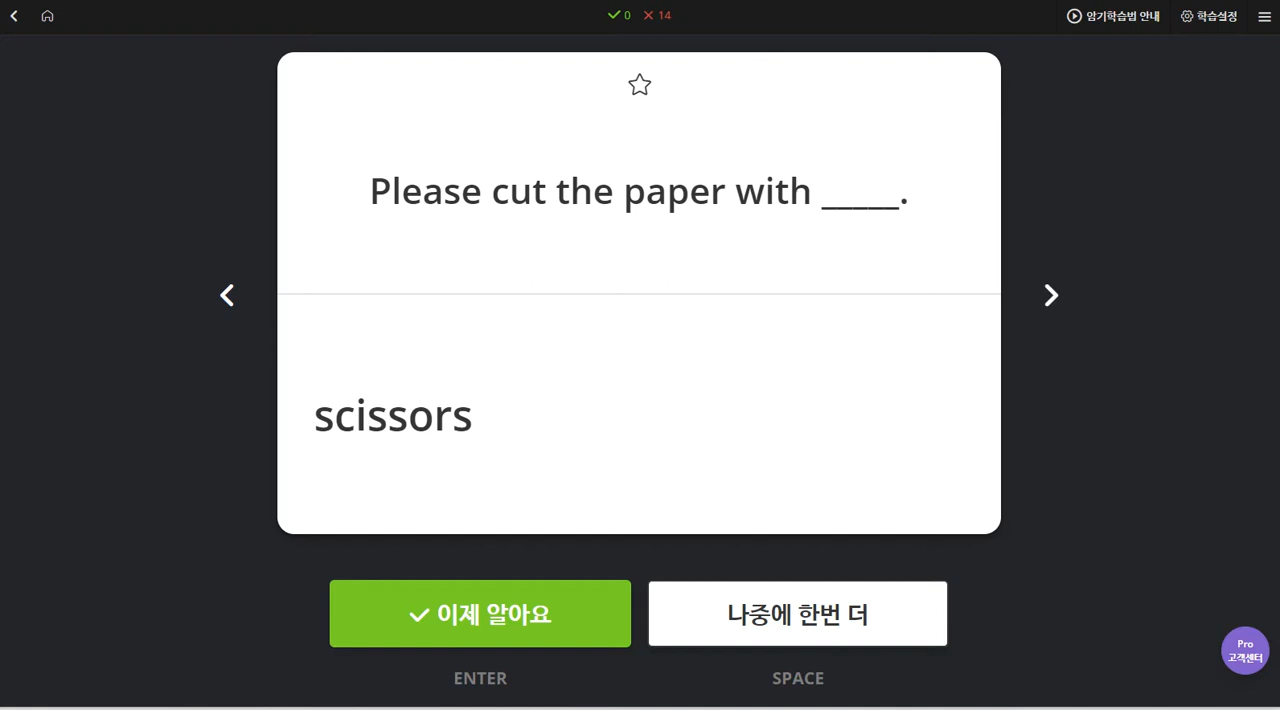 0 14 암기학습법 안내 학습설정
Please cut the paper with _____.
scissors
이제 알아요 나중에 한번 더
ENTER SPACE
Pro
고객센터